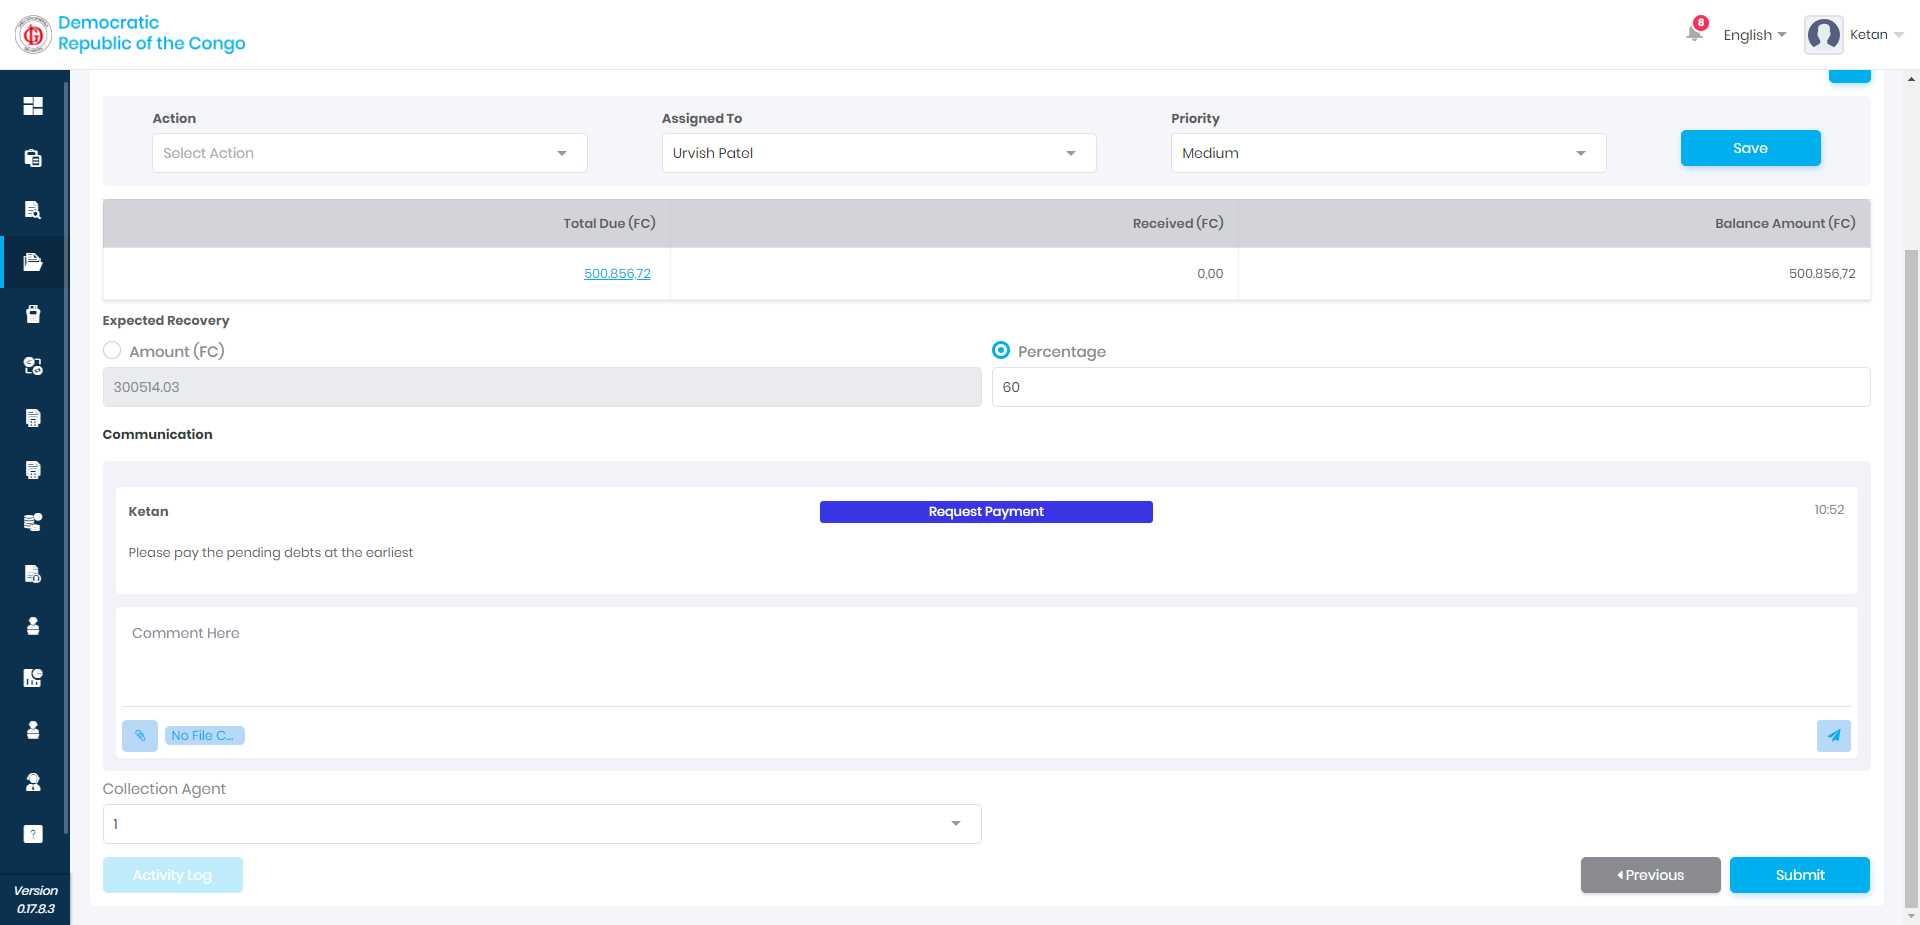 Democratic
Republic of the Congo
8
English
Ketan
Action
Assigned To
Priority
Select Action
Urvish Patel
Medium
Save
Total Due (FC)
Received (FC)
Balance Amount (FC)
500.856,72
0,00
500.856,72
Expected Recovery
Amount (FC)
Percentage
300514.03
60
Communication
Ketan
Request Payment
10:52
Please pay the pending debts at the earliest
Comment Here
No File C...
Collection Agent
1
Activity Log
Previous
Submit
?
Version
0.17.8.3